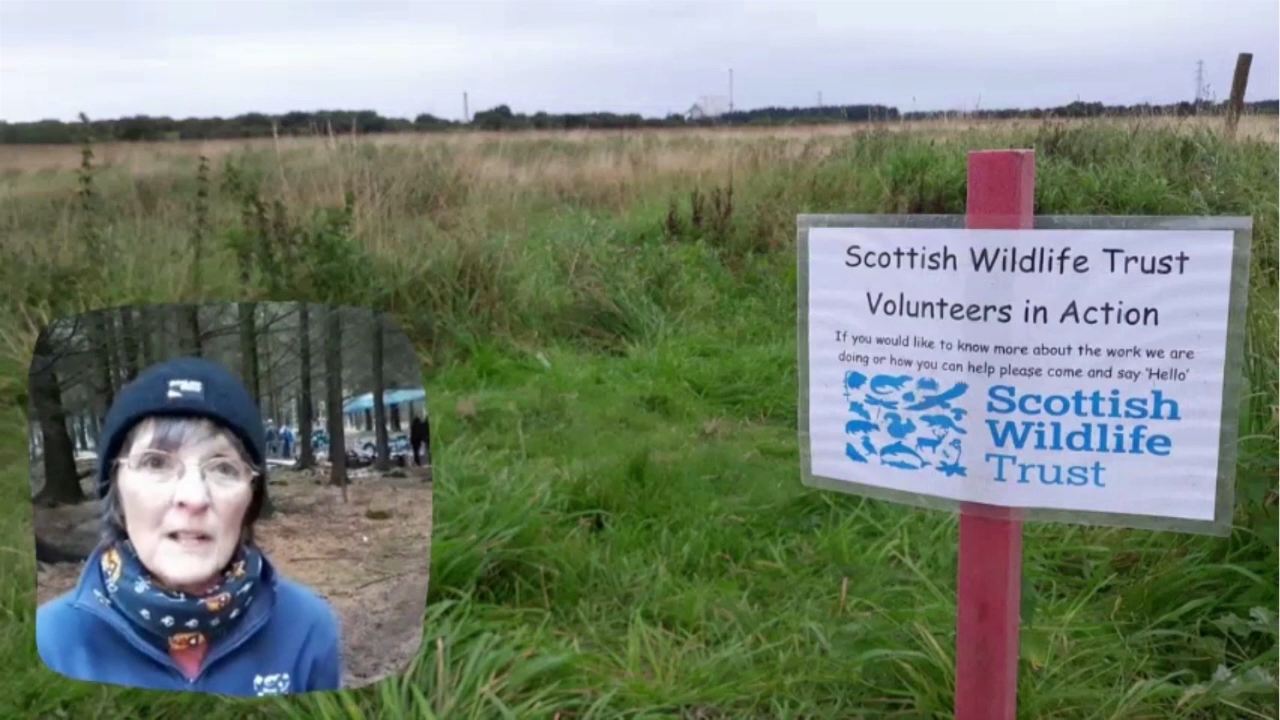 Scottish Wildlife Trust
Volunteers in Action
If you would like to know more about the work we are
doing or how you can help please come and say 'Hello'
Scottish
Wildlife
Trust